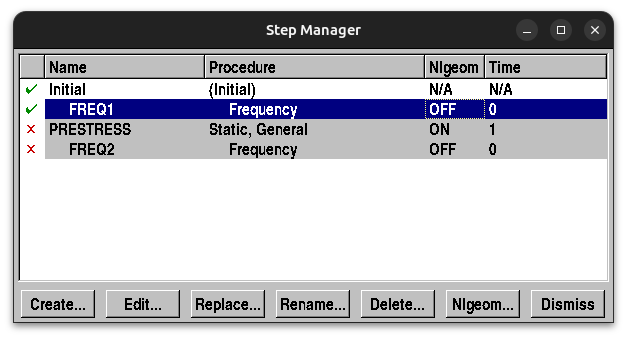 Step Manager
Name Procedure Nlgeom Time
Initial (Initial) N/A N/A
FREQ1 Frequency OFF 0
PRESTRESS Static, General ON 1
FREQ2 Frequency OFF 0
Create... Edit... Replace... Rename... Delete... Nlgeom... Dismiss